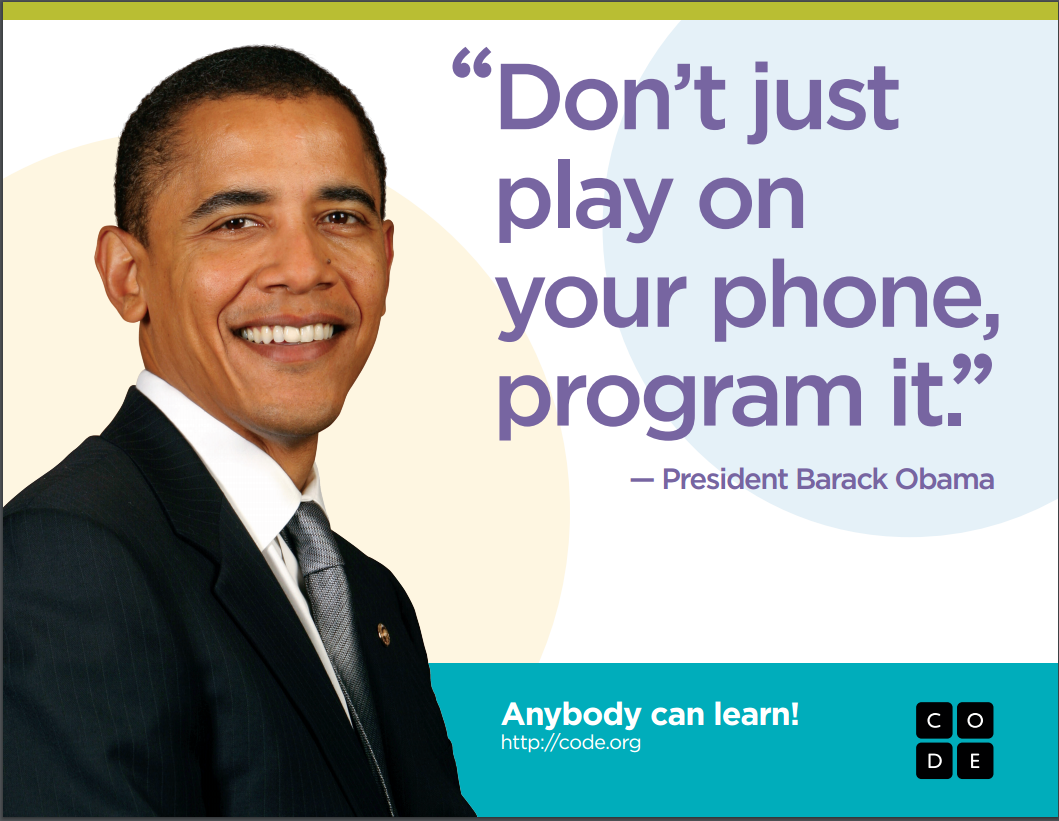 “Don’t just
play on
your phone,
program it.”
— President Barack Obama
Anybody can learn!
http://code.org
C O
D E